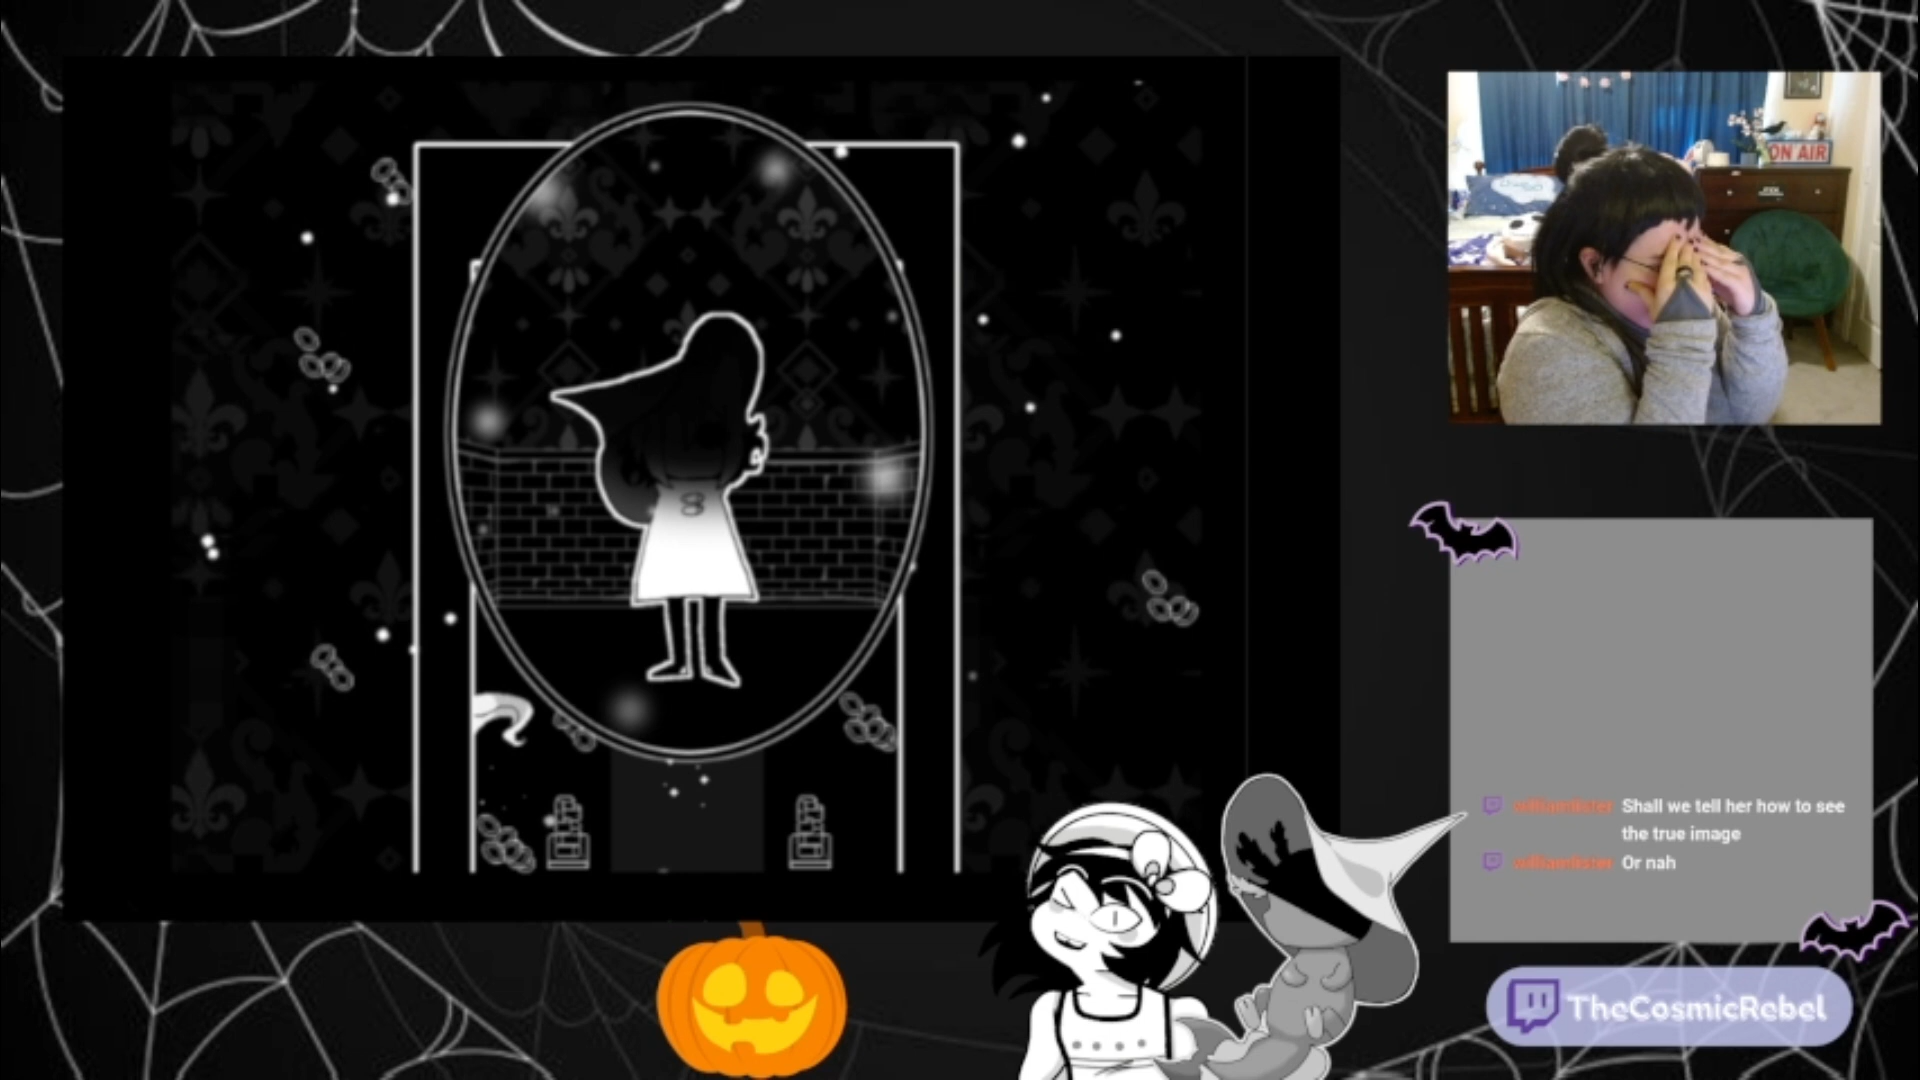 ON AIR
Shall we tell her how to see
the true image
Or nah
TheCosmicRebel